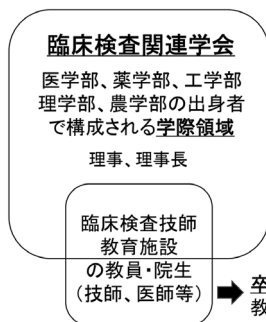 臨床検査関連学会
医学部、薬学部、工学部
理学部、農学部の出身者
で構成される学際領域
理事、理事長
臨床検査技師
教育施設
の教員・院生
(技師、医師等)
卒
教